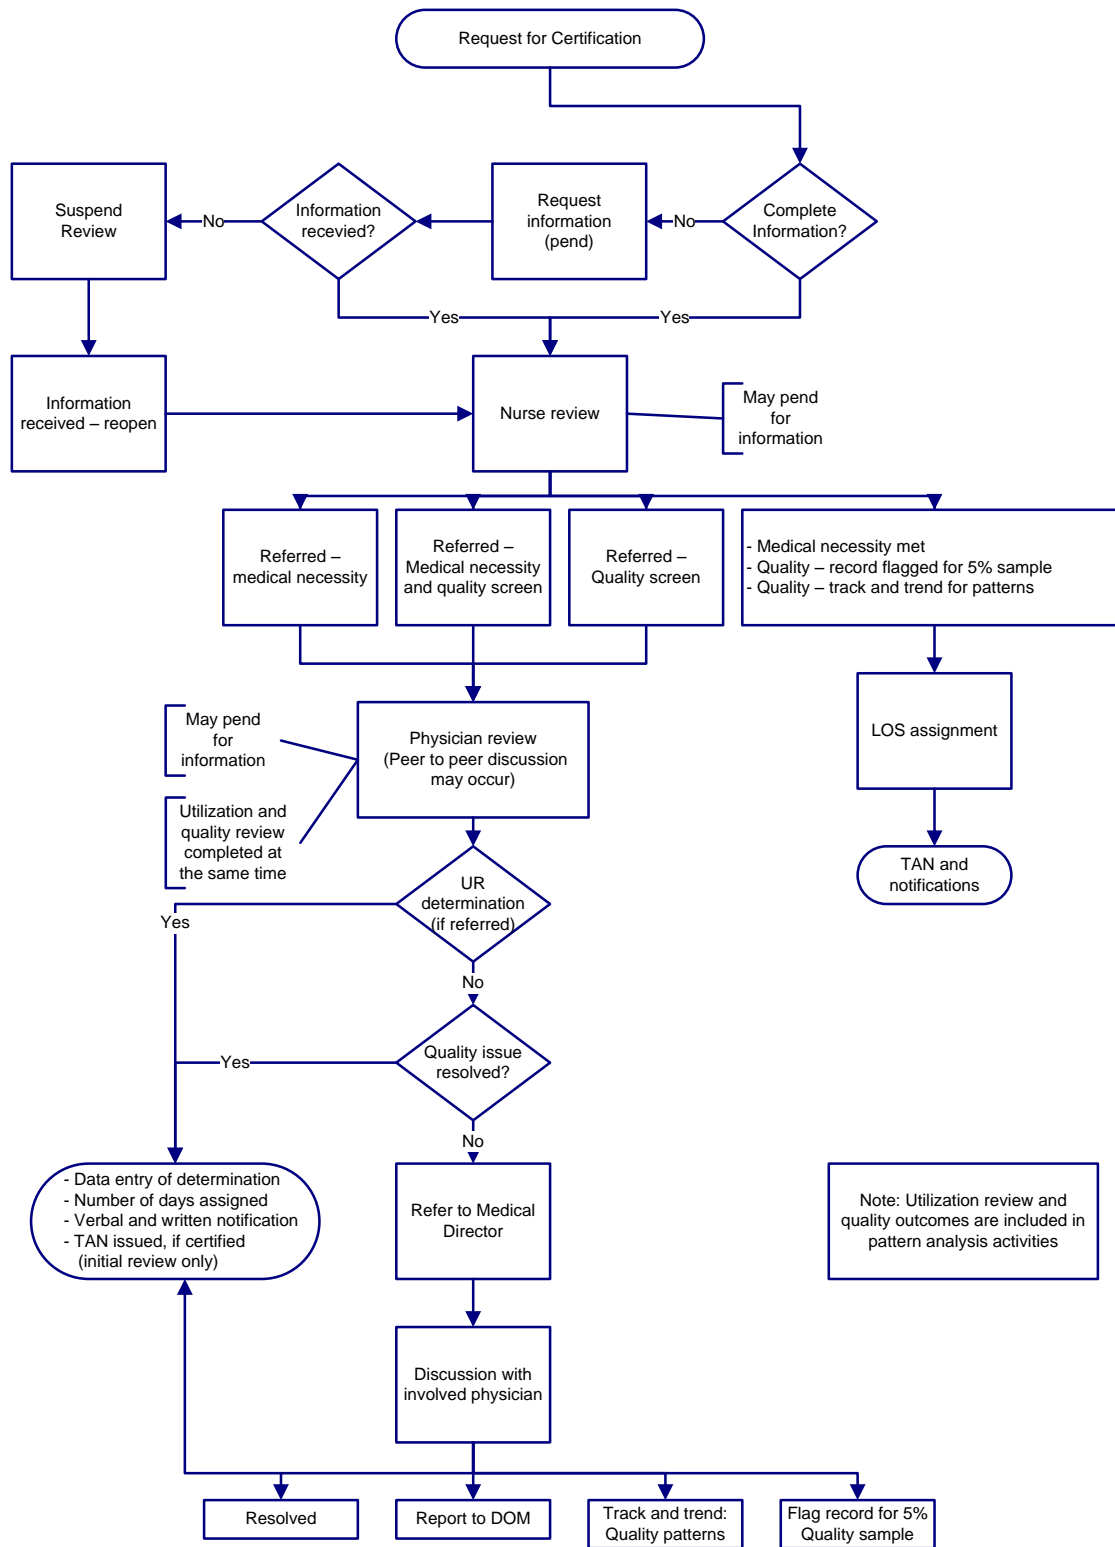 Request for Certification
Suspend
Review
No
Information
recevied?
Request
information
(pend)
No
Complete
Information?
Yes
Yes
Information
received – reopen
Nurse review
May pend
for
information
Referred –
medical necessity
Referred –
Medical necessity
and quality screen
Referred –
Quality screen
- Medical necessity met
- Quality – record flagged for 5% sample
- Quality – track and trend for patterns
May pend
for
information
Physician review
(Peer to peer discussion
may occur)
LOS assignment
Utilization and
quality review
completed at
the same time
UR
determination
(if referred)
TAN and
notifications
Yes
No
Yes
Quality issue
resolved?
No
- Data entry of determination
- Number of days assigned
- Verbal and written notification
- TAN issued, if certified
(initial review only)
Refer to Medical
Director
Note: Utilization review and
quality outcomes are included in
pattern analysis activities
Discussion with
involved physician
Resolved
Report to DOM
Track and trend:
Quality patterns
Flag record for 5%
Quality sample